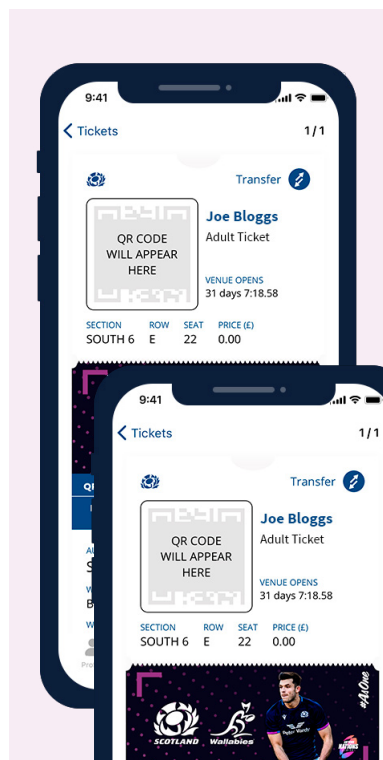 9:41
Tickets
1/1
Transfer
QR CODE
WILL APPEAR
HERE
Joe Bloggs
Adult Ticket
VENUE OPENS
31 days 7:18.58
SECTION ROW SEAT PRICE (£)
SOUTH 6 E 22 0.00
9:41
Tickets
1/1
Transfer
QR CODE
WILL APPEAR
HERE
Joe Bloggs
Adult Ticket
VENUE OPENS
31 days 7:18.58
SECTION ROW SEAT PRICE (£)
SOUTH 6 E 22 0.00
#AsOne
SCOTLAND Wallabies
Peter Vardy
NATIONS